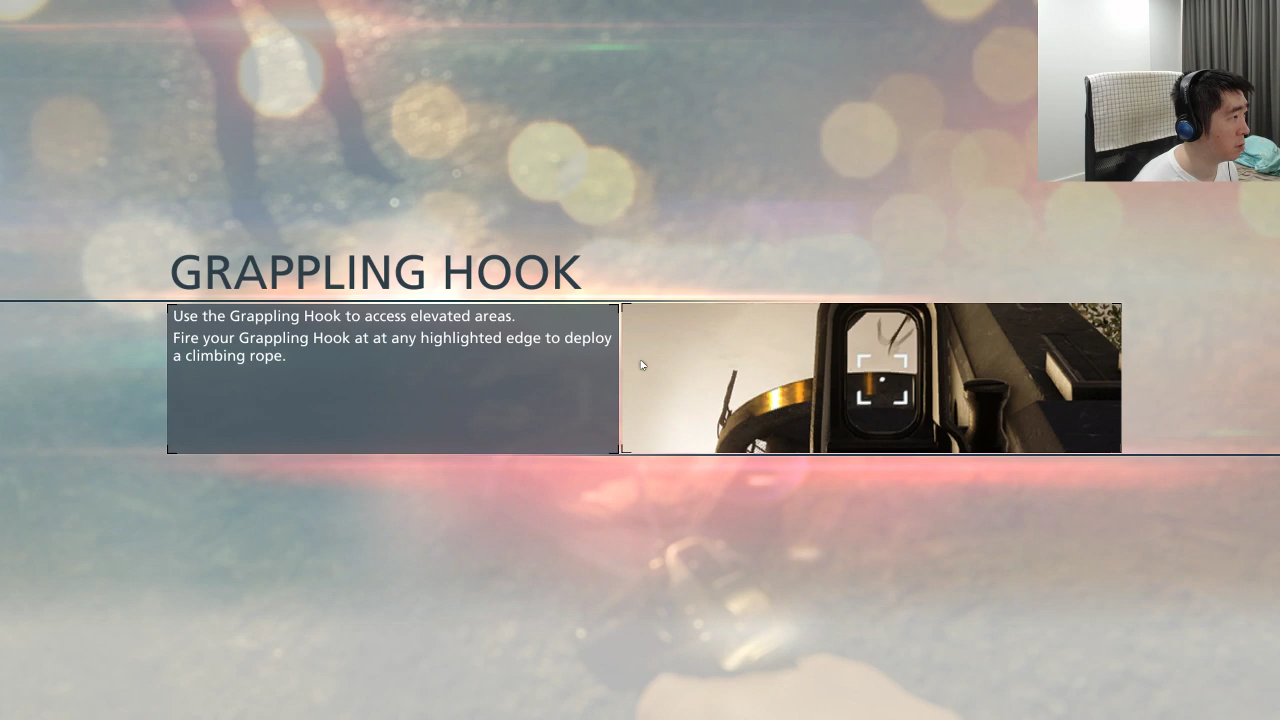 GRAPPLING HOOK
Use the Grappling Hook to access elevated areas.
Fire your Grappling Hook at at any highlighted edge to deploy
a climbing rope.